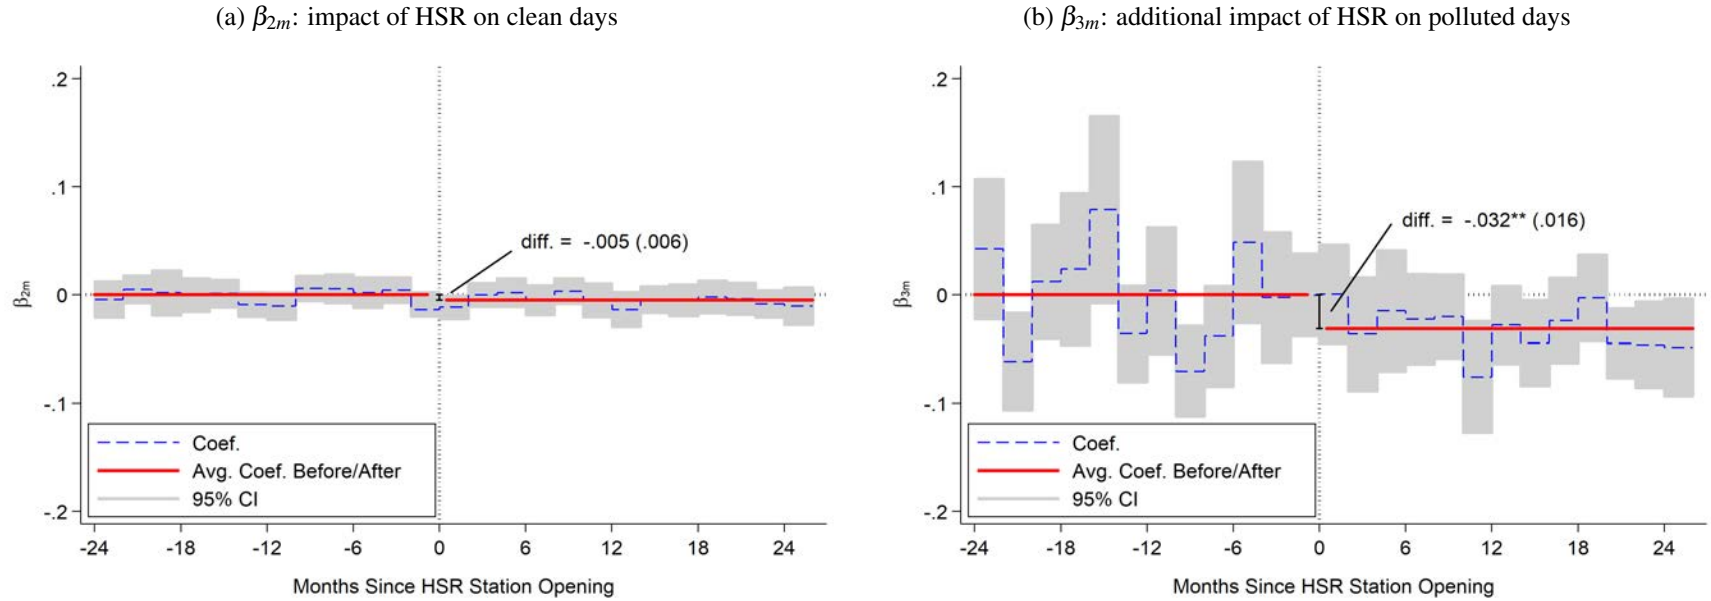 (a) β2m: impact of HSR on clean days
.2
.1
0
-.1
-.2
β2m
diff. = -.005 (.006)
Coef.
Avg. Coef. Before/After
95% CI
-24 -18 -12 -6 0 6 12 18 24
Months Since HSR Station Opening
(b) β3m: additional impact of HSR on polluted days
.2
.1
0
-.1
-.2
β3m
diff. = -.032** (.016)
Coef.
Avg. Coef. Before/After
95% CI
-24 -18 -12 -6 0 6 12 18 24
Months Since HSR Station Opening